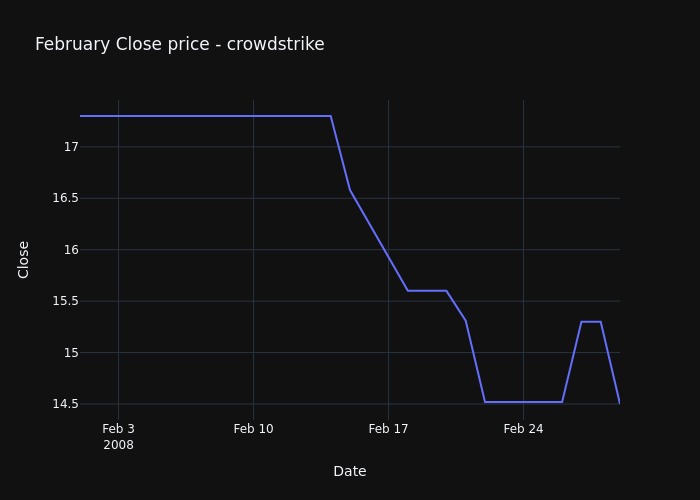 February Close price - crowdstrike
Close
17
16.5
16
15.5
15
14.5
Feb 3
2008
Feb 10
Feb 17
Feb 24
Date